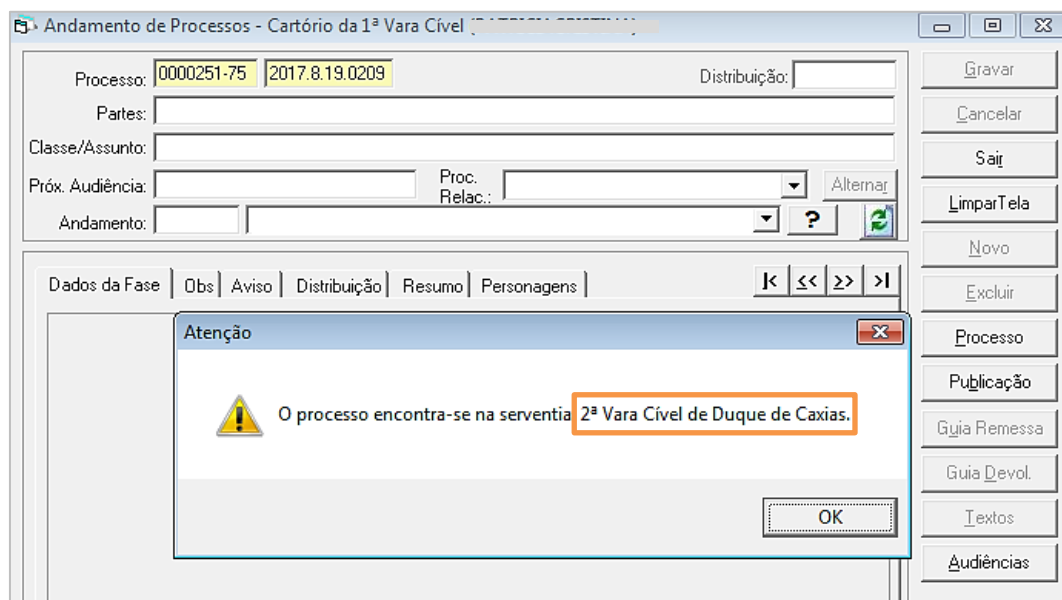 Andamento de Processos - Cartório da 1ª Vara Cível
Processo: 0000251-75 2017.8.19.0209 Distribuição:
Partes:
Classe/Assunto:
Próx. Audiência: Proc. Relac.: Alternar
Andamento: ?
Dados da Fase Obs Aviso Distribuição Resumo Personagens |< << >> >|
Atenção
O processo encontra-se na serventia 2ª Vara Cível de Duque de Caxias.
OK
Gravar
Cancelar
Sair
LimparTela
Novo
Excluir
Processo
Publicação
Guia Remessa
Guia Devol.
Textos
Audiências